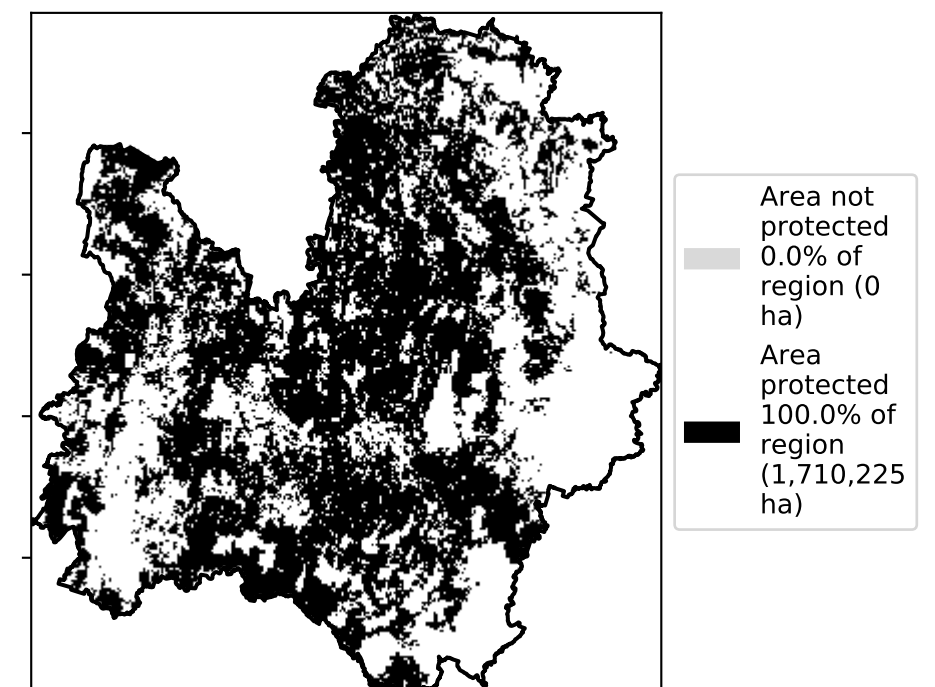 Area not
protected
0.0% of
region (0
ha)
Area
protected
100.0% of
region
(1,710,225
ha)